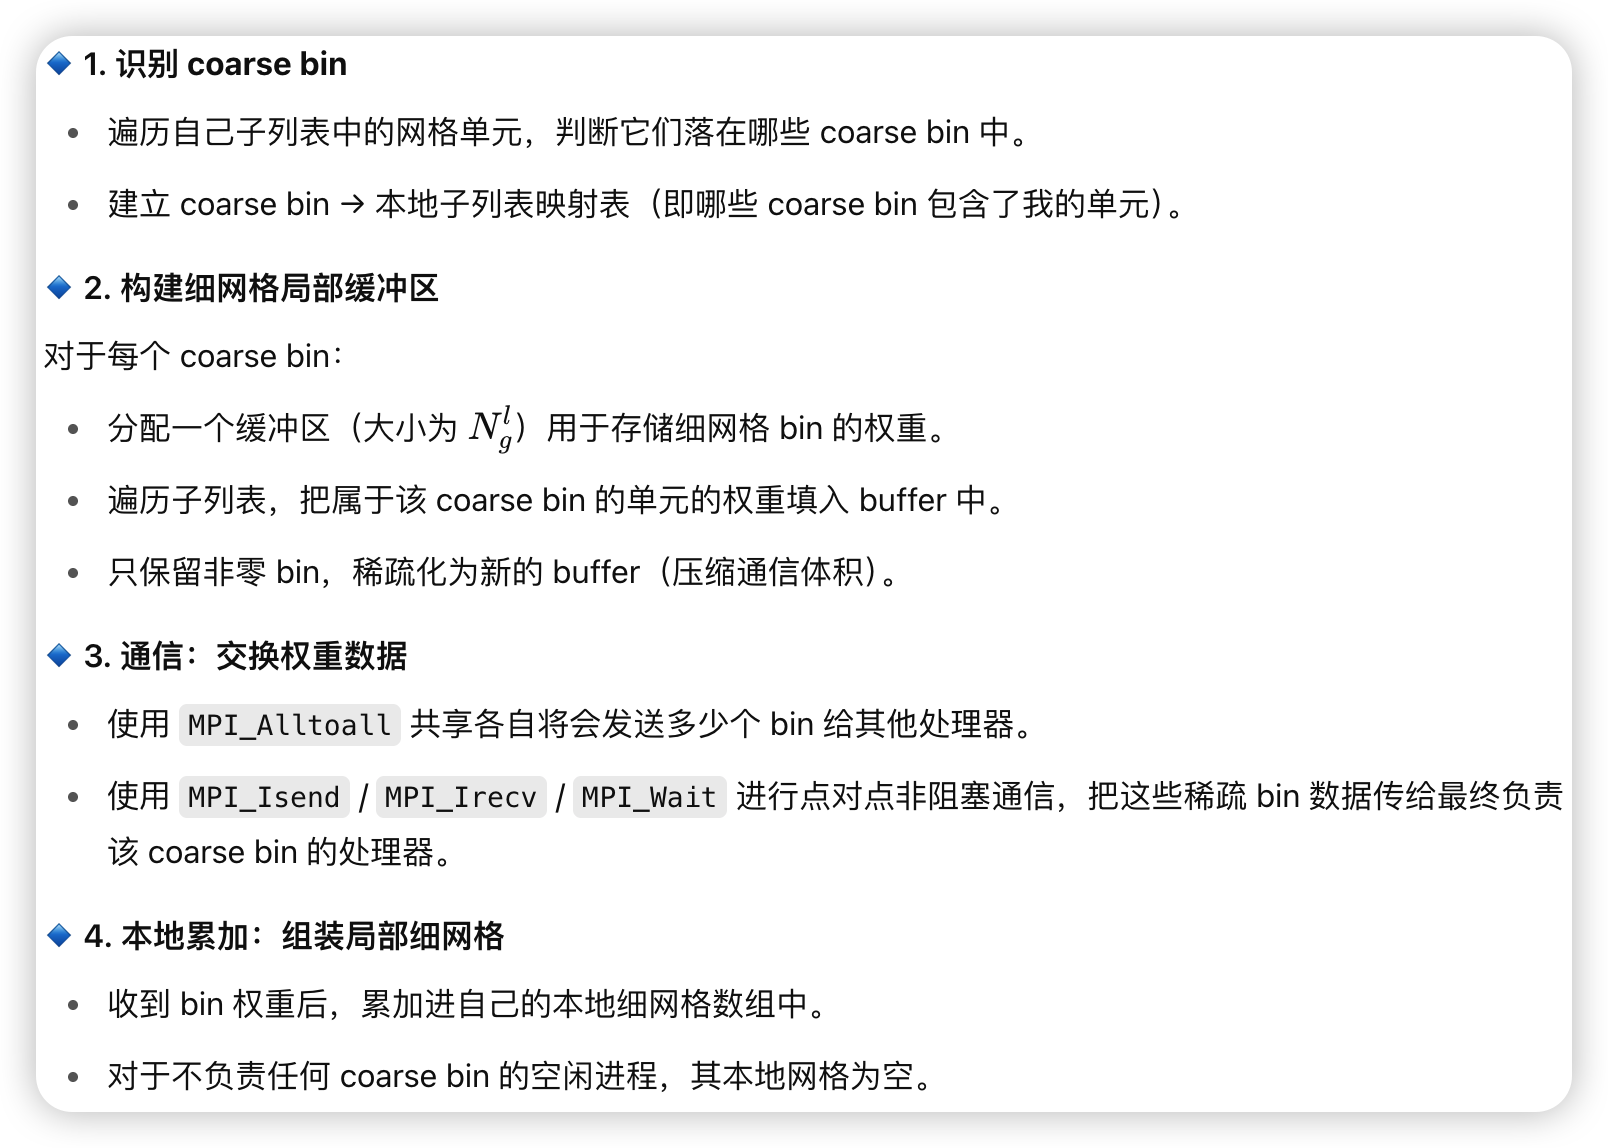 🔹 1. 识别 coarse bin
• 遍历自己子列表中的网格单元，判断它们落在哪些 coarse bin 中。
• 建立 coarse bin → 本地子列表映射表（即哪些 coarse bin 包含了我的单元）。
🔹 2. 构建细网格局部缓冲区
对于每个 coarse bin：
• 分配一个缓冲区（大小为 $N_g^l$）用于存储细网格 bin 的权重。
• 遍历子列表，把属于该 coarse bin 的单元的权重填入 buffer 中。
• 只保留非零 bin，稀疏化为新的 buffer（压缩通信体积）。
🔹 3. 通信：交换权重数据
• 使用 MPI_Alltoall 共享各自将会发送多少个 bin 给其他处理器。
• 使用 MPI_Isend / MPI_Irecv / MPI_Wait 进行点对点非阻塞通信，把这些稀疏 bin 数据传给最终负责
该 coarse bin 的处理器。
🔹 4. 本地累加：组装局部细网格
• 收到 bin 权重后，累加进自己的本地细网格数组中。
• 对于不负责任何 coarse bin 的空闲进程，其本地网格为空。